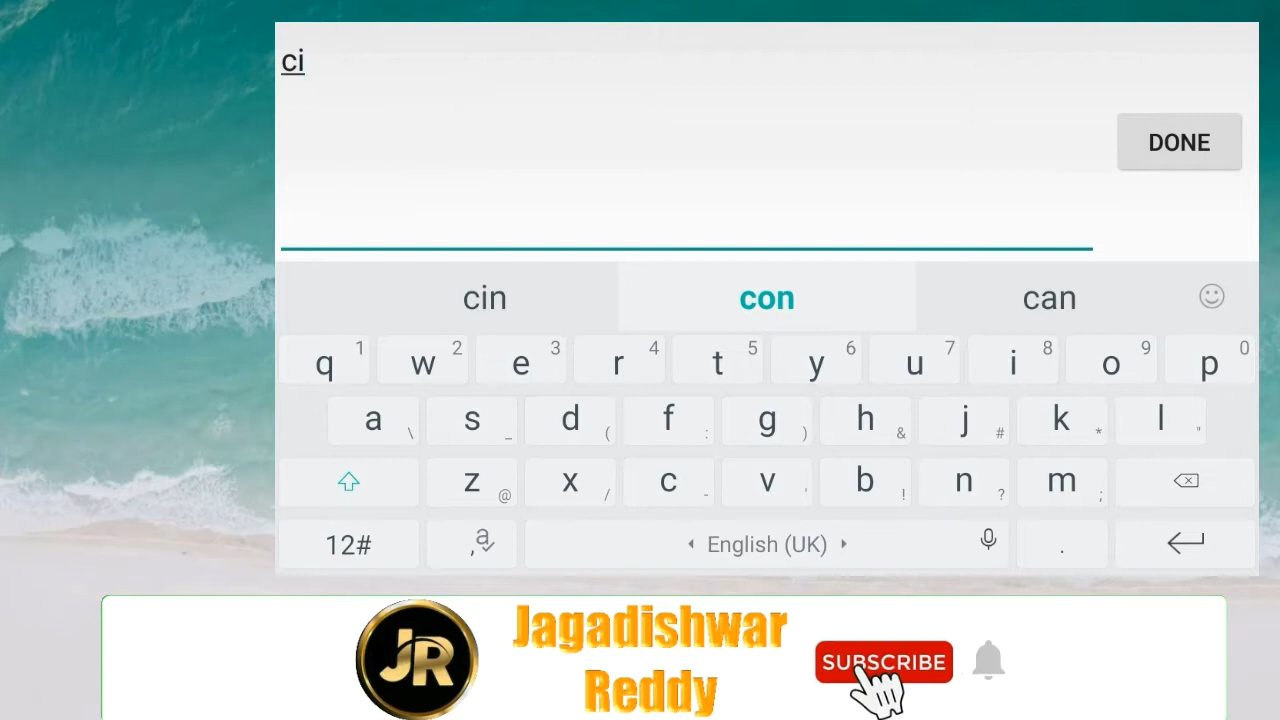 ci
DONE
cin con can
q 1 w 2 e 3 r 4 t 5 y 6 u 7 i 8 o 9 p 0
a \ s _ d ( f : g ) h & j # k * l "
z @ x / c - v ' b ! n ? m ;
12# , a English (UK) .
JR
Jagadishwar
Reddy
SUBSCRIBE